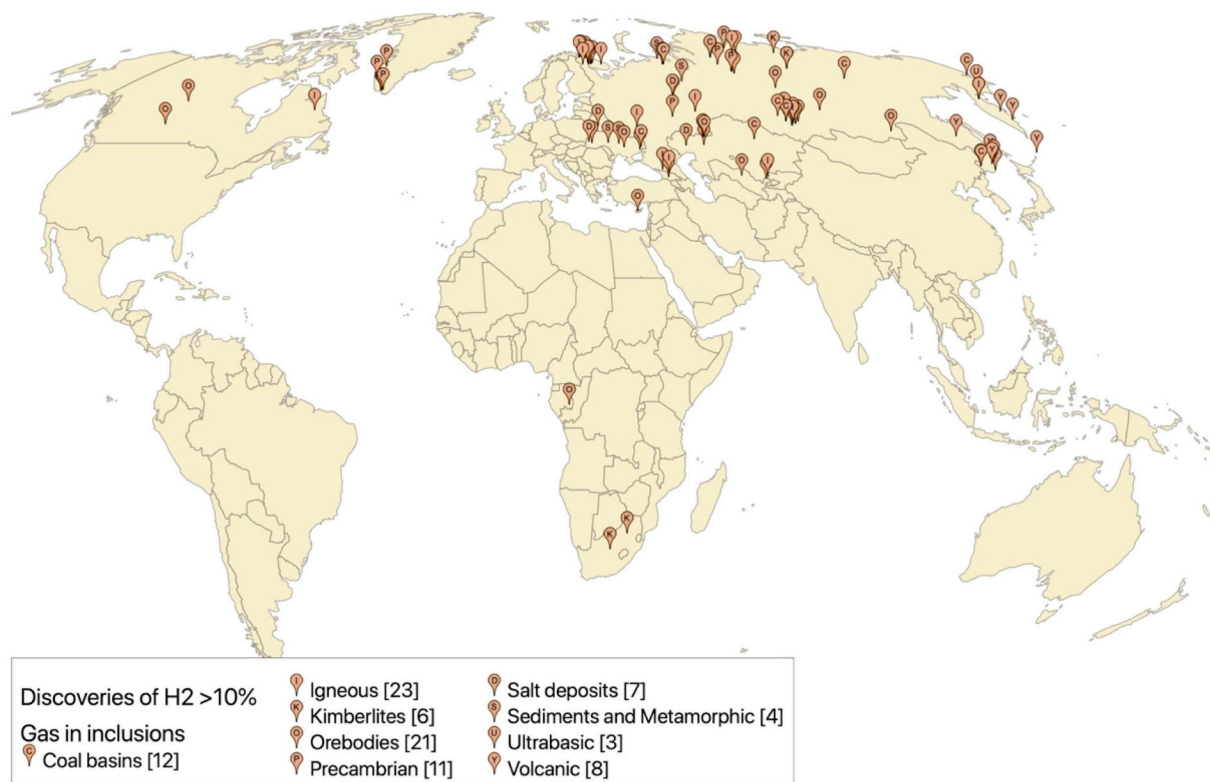 Discoveries of H2 >10%
Gas in inclusions
C Coal basins [12]
I Igneous [23]
K Kimberlites [6]
O Orebodies [21]
P Precambrian [11]
D Salt deposits [7]
S Sediments and Metamorphic [4]
U Ultrabasic [3]
Y Volcanic [8]